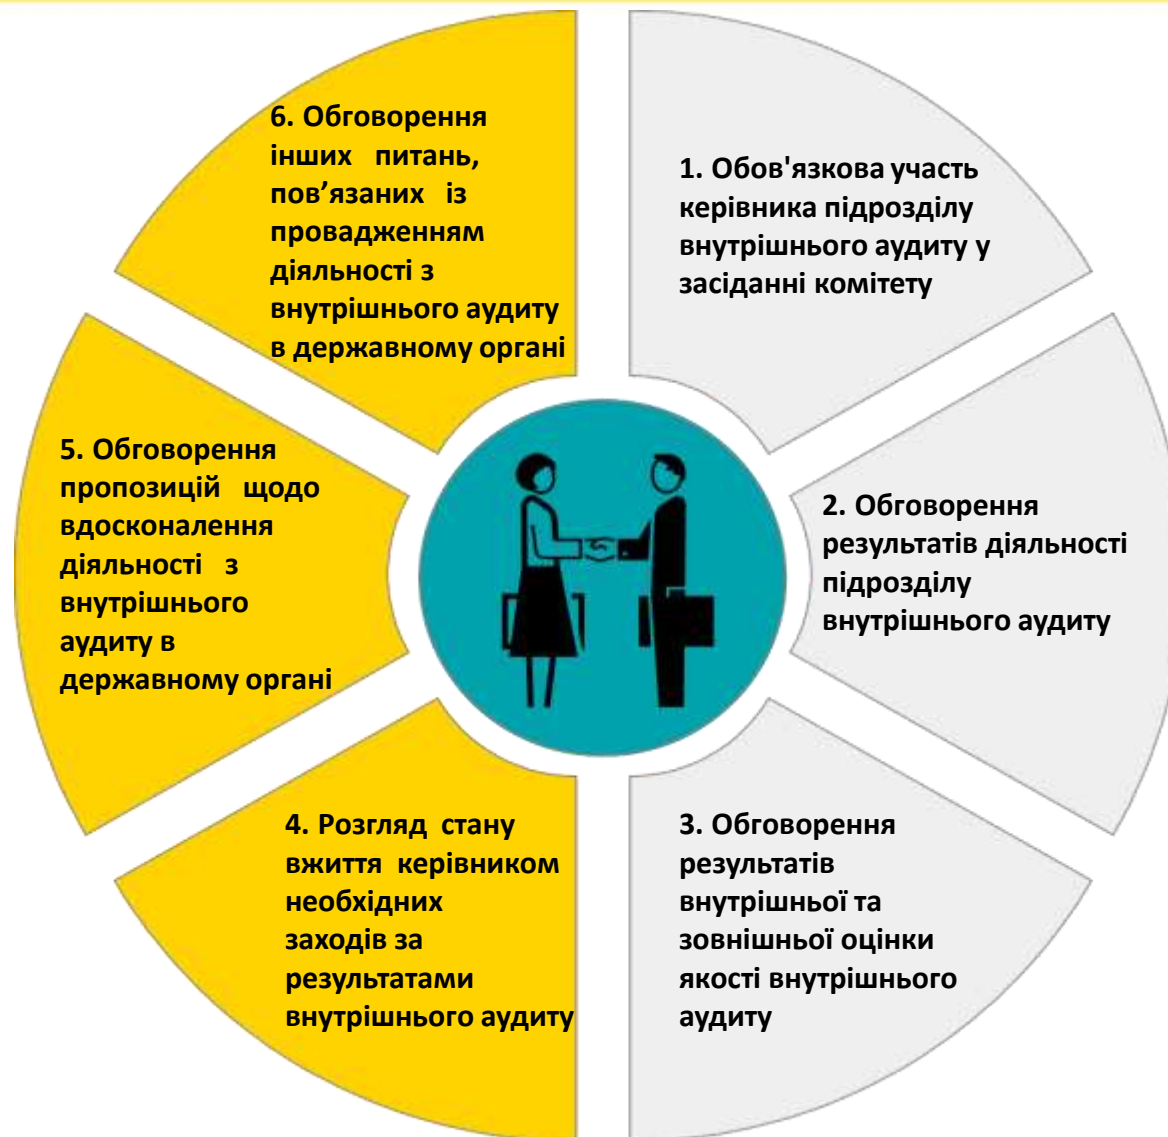 1. Обов'язкова участь
керівника підрозділу
внутрішнього аудиту у
засіданні комітету
2. Обговорення
результатів діяльності
підрозділу
внутрішнього аудиту
3. Обговорення
результатів
внутрішньої та
зовнішньої оцінки
якості внутрішнього
аудиту
4. Розгляд стану
вжиття керівником
необхідних
заходів за
результатами
внутрішнього аудиту
5. Обговорення
пропозицій щодо
вдосконалення
діяльності з
внутрішнього
аудиту в
державному органі
6. Обговорення
інших питань,
пов’язаних із
провадженням
діяльності з
внутрішнього аудиту
в державному органі